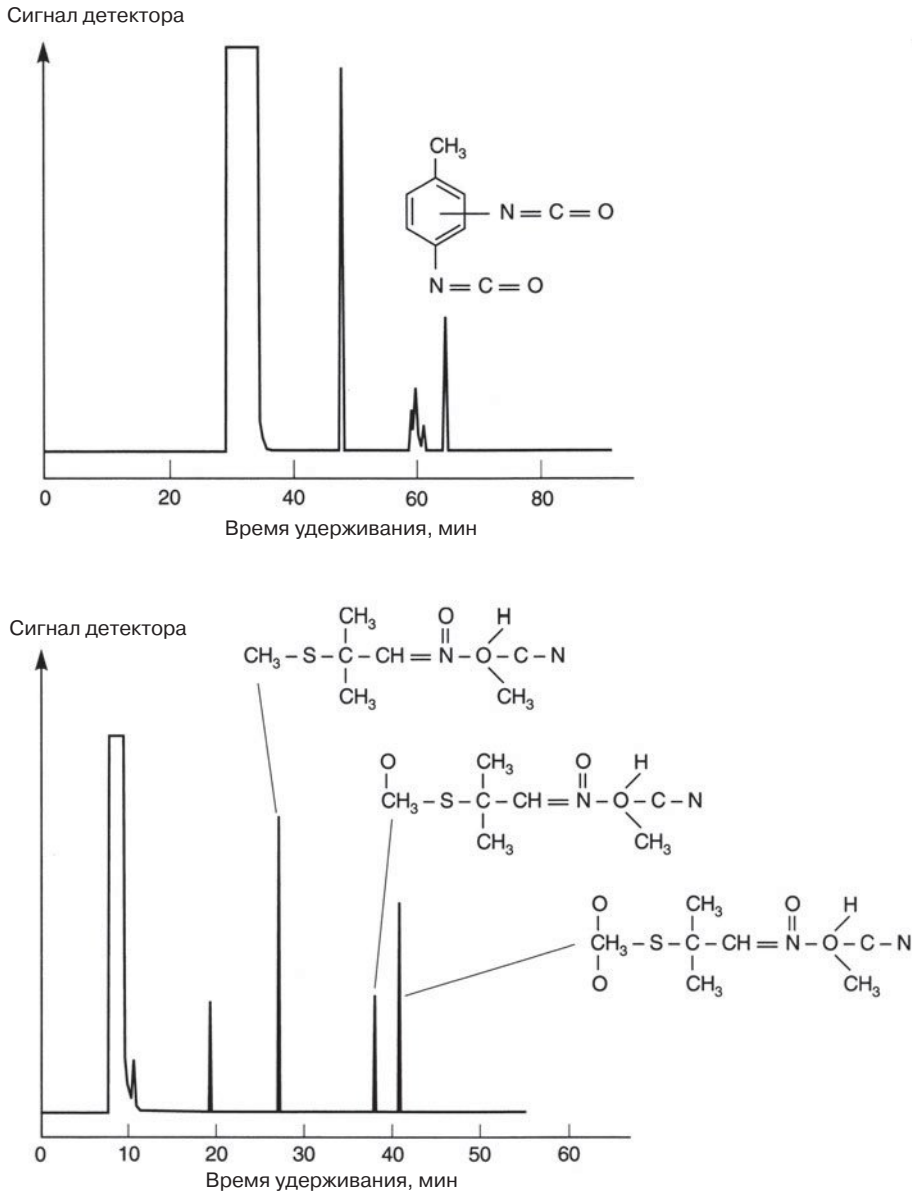 Сигнал детектора
CH₃
N = C = O
N = C = O
0 20 40 60 80
Время удерживания, мин
Сигнал детектора
CH₃ O H
CH₃ – S – C – CH = N – O – C – N
CH₃ CH₃
O CH₃ O H
CH₃ – S – C – CH = N – O – C – N
CH₃ CH₃
O CH₃ O H
CH₃ – S – C – CH = N – O – C – N
O CH₃ CH₃
0 10 20 30 40 50 60
Время удерживания, мин